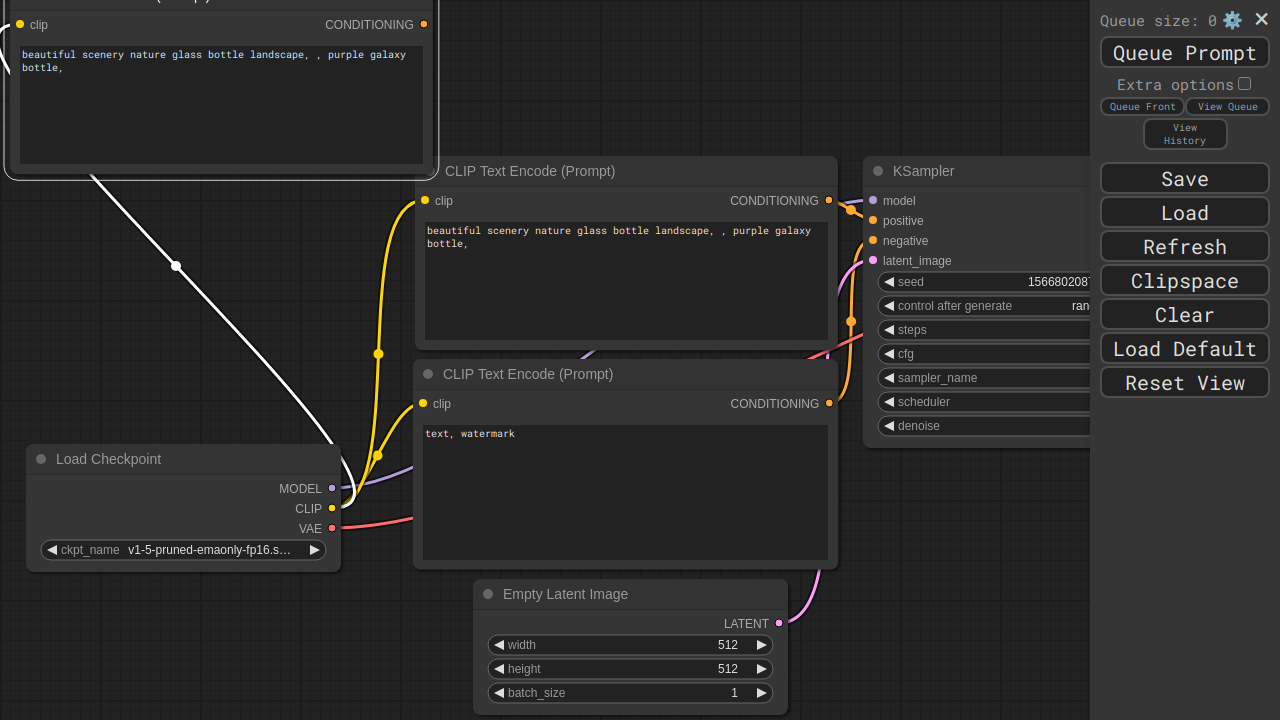 clip CONDITIONING
beautiful scenery nature glass bottle landscape, , purple galaxy
bottle,
CLIP Text Encode (Prompt)
clip CONDITIONING
beautiful scenery nature glass bottle landscape, , purple galaxy
bottle,
CLIP Text Encode (Prompt)
clip CONDITIONING
text, watermark
Load Checkpoint
MODEL
CLIP
VAE
ckpt_name v1-5-pruned-emaonly-fp16.s…
Empty Latent Image
LATENT
width 512
height 512
batch_size 1
KSampler
model
positive
negative
latent_image
seed 1566802087
control after generate ran
steps
cfg
sampler_name
scheduler
denoise
Queue size: 0
Queue Prompt
Extra options
Queue Front View Queue
View
History
Save
Load
Refresh
Clipspace
Clear
Load Default
Reset View